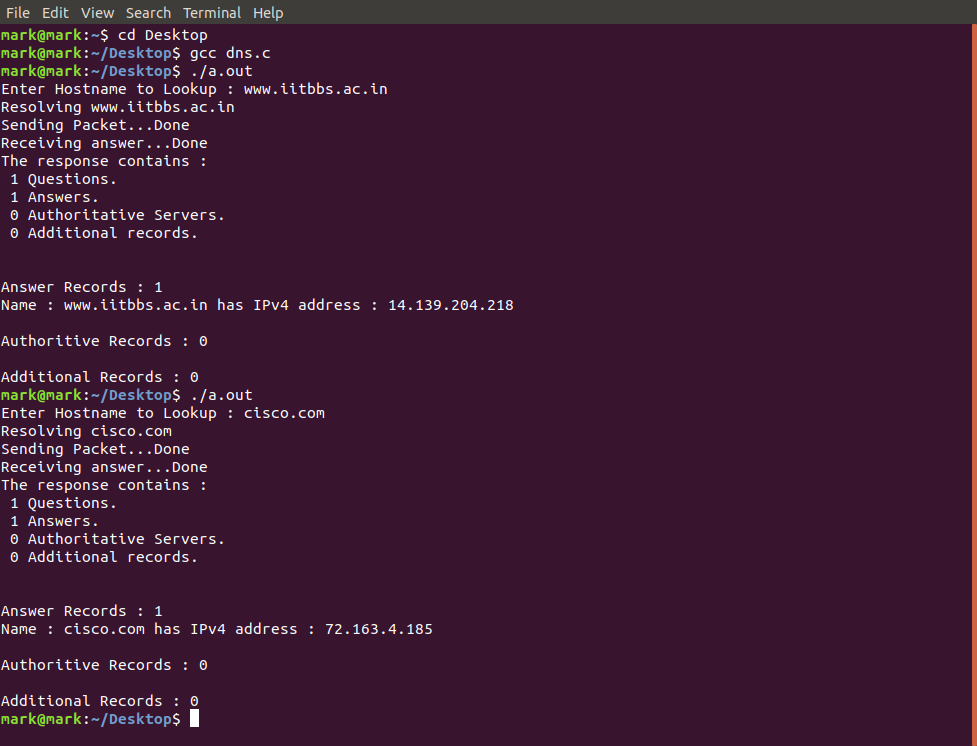 File Edit View Search Terminal Help
mark@mark:~$ cd Desktop
mark@mark:~/Desktop$ gcc dns.c
mark@mark:~/Desktop$ ./a.out
Enter Hostname to Lookup : www.iitbbs.ac.in
Resolving www.iitbbs.ac.in
Sending Packet...Done
Receiving answer...Done
The response contains :
 1 Questions.
 1 Answers.
 0 Authoritative Servers.
 0 Additional records.
Answer Records : 1
Name : www.iitbbs.ac.in has IPv4 address : 14.139.204.218
Authoritive Records : 0
Additional Records : 0
mark@mark:~/Desktop$ ./a.out
Enter Hostname to Lookup : cisco.com
Resolving cisco.com
Sending Packet...Done
Receiving answer...Done
The response contains :
 1 Questions.
 1 Answers.
 0 Authoritative Servers.
 0 Additional records.
Answer Records : 1
Name : cisco.com has IPv4 address : 72.163.4.185
Authoritive Records : 0
Additional Records : 0
mark@mark:~/Desktop$